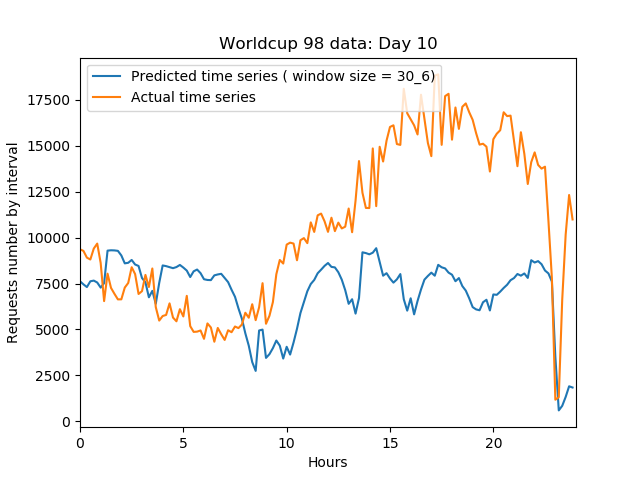 Worldcup 98 data: Day 10
Predicted time series ( window size = 30_6)
Actual time series
Requests number by interval
17500
15000
12500
10000
7500
5000
2500
0
0 5 10 15 20
Hours